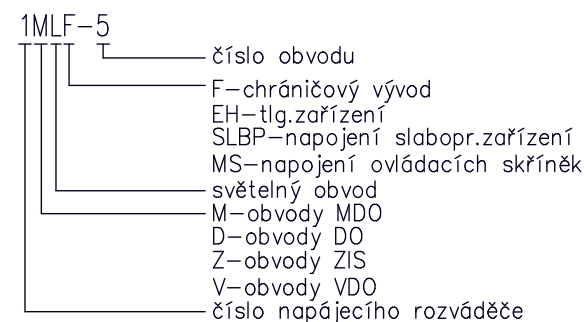 1MLF-5
číslo obvodu
F-chráničový vývod
EH-tlg.zařízení
SLBP-napojení slabopr.zařízení
MS-napojení ovládacích skříněk
světelný obvod
M-obvody MDO
D-obvody DO
Z-obvody ZIS
V-obvody VDO
číslo napájecího rozváděče